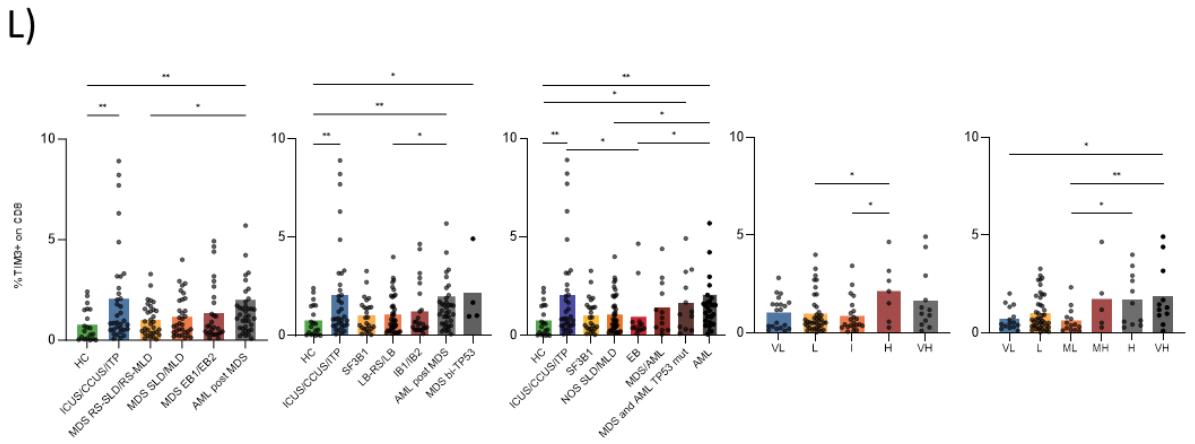 L)
% TIM3+ on CD8
** 
** *
10
5
0
HC
ICUS/CCUS/ITP
MDS RS-SLD/RS-MLD
MDS SLD/MLD
MDS EB1/EB2
AML post MDS
*
**
** *
10
5
0
HC
ICUS/CCUS/ITP
SF3B1
LB-RS/LB
IB1/IB2
AML post MDS
MDS bi-TP53
**
*
*
** * *
10
5
0
HC
ICUS/CCUS/ITP
SF3B1
NOS SLD/MLD
EB
MDS/AML
MDS and AML TP53 mut
AML
*
*
10
5
0
VL L I H VH
*
**
*
10
5
0
VL L ML MH H VH